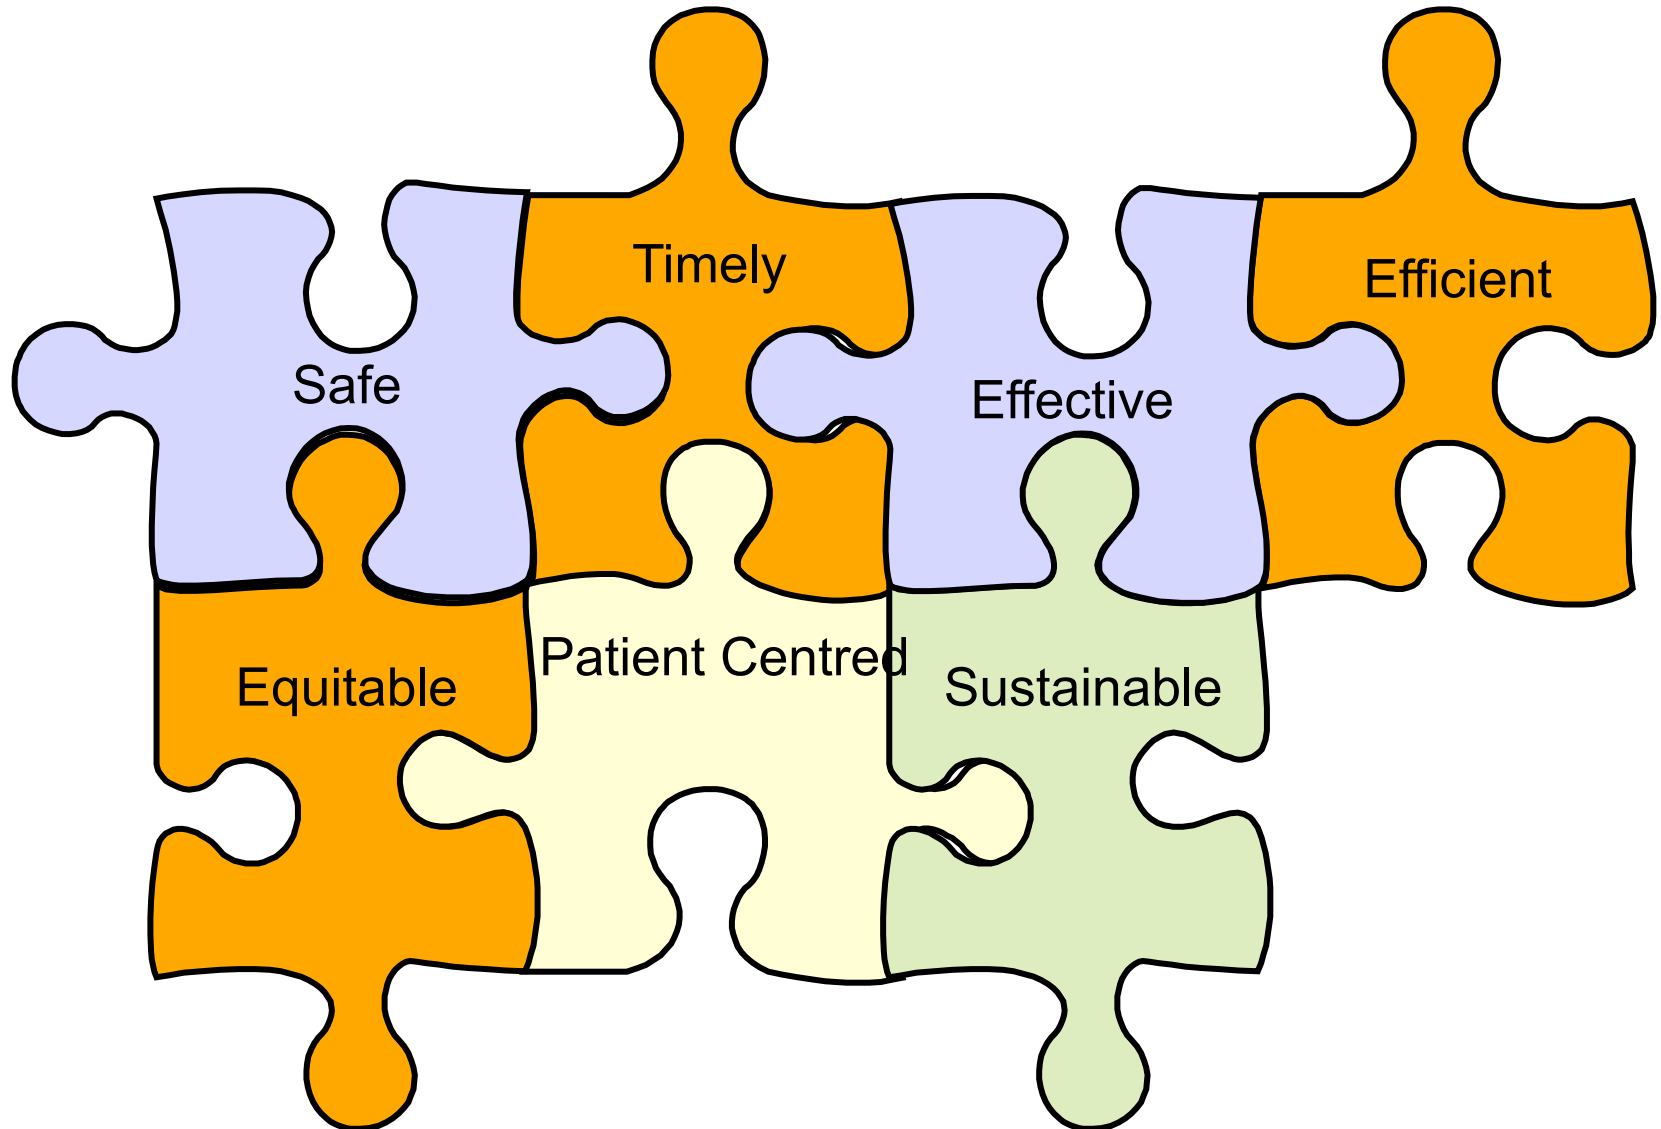 Timely
Efficient
Safe
Effective
Patient Centred
Equitable
Sustainable